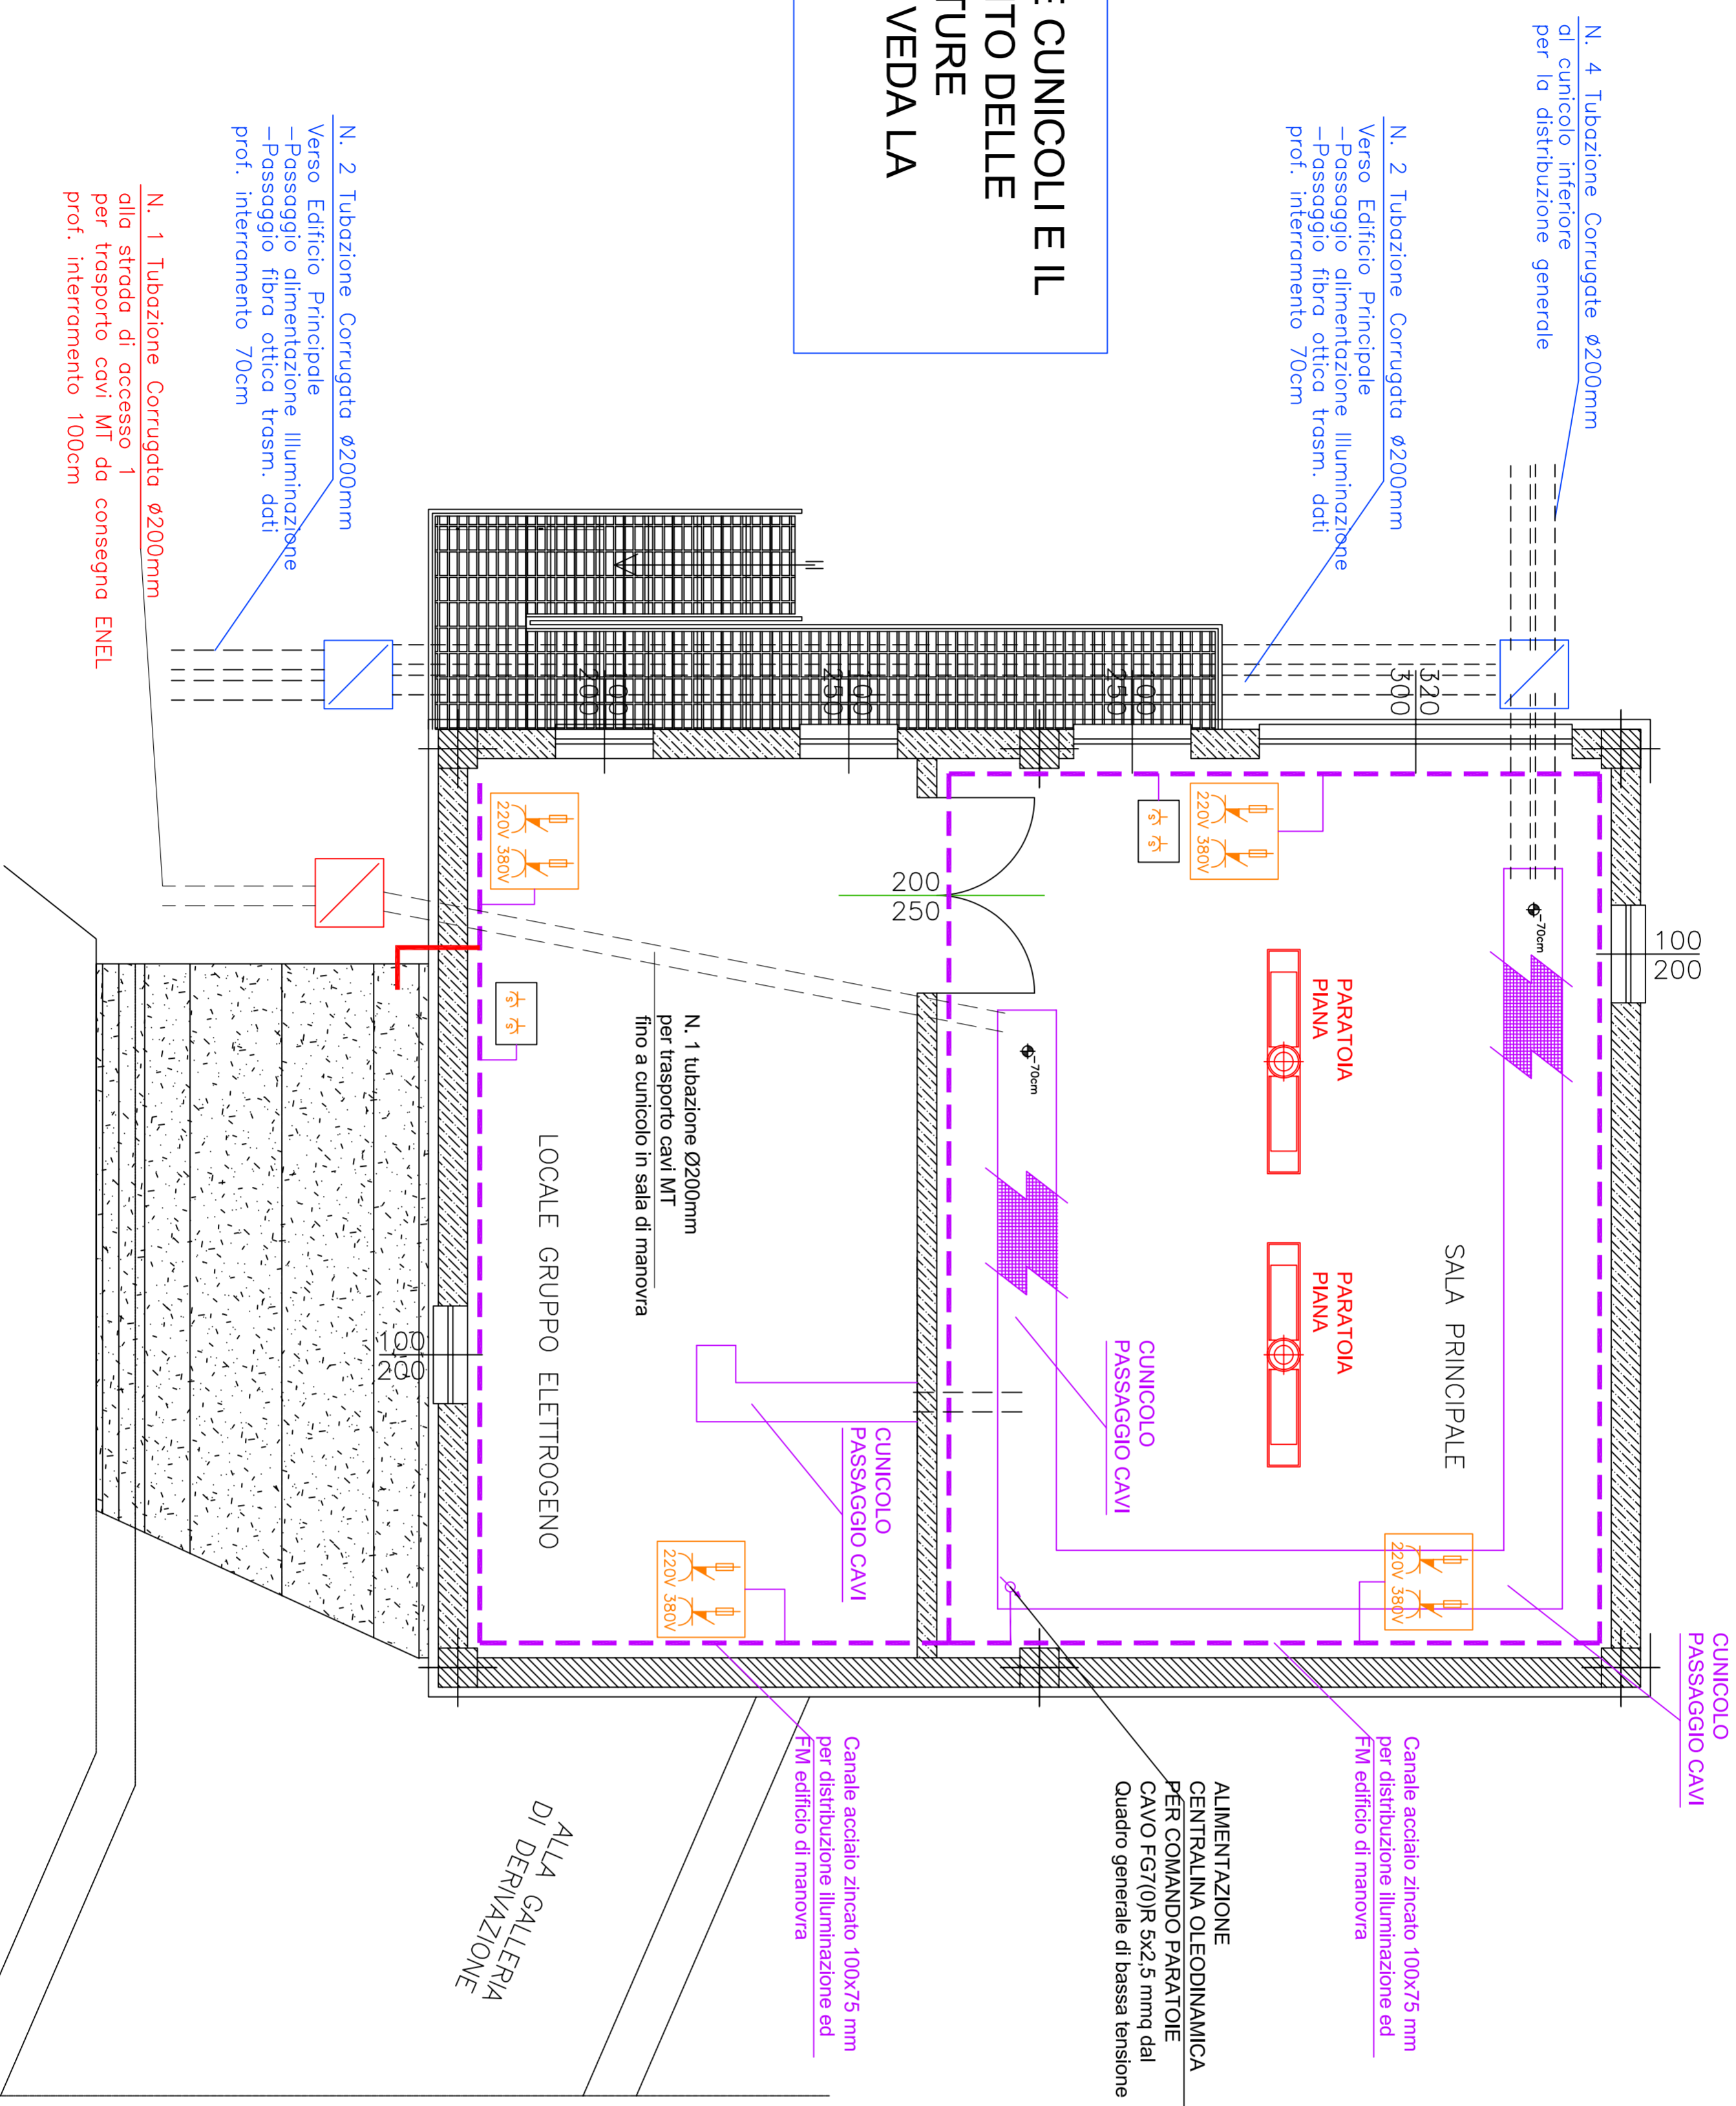 E CUNICOLI E IL
TO DELLE
TURE
VEDA LA
N. 4 Tubazione Corrugate ø200mm
al cunicolo inferiore
per la distribuzione generale
N. 2 Tubazione Corrugata ø200mm
Verso Edificio Principale
-Passaggio alimentazione Illuminazione
-Passaggio fibra ottica trasm. dati
prof. interramento 70cm
N. 2 Tubazione Corrugata ø200mm
Verso Edificio Principale
-Passaggio alimentazione Illuminazione
-Passaggio fibra ottica trasm. dati
prof. interramento 70cm
N. 1 Tubazione Corrugata ø200mm
alla strada di accesso 1
per trasporto cavi MT da consegna ENEL
prof. interramento 100cm
320
300
100
250
100
250
100
200
100
200
200
250
100
200
-70cm
-70cm
220V 380V
220V 380V
220V 380V
220V 380V
7s 7s
7s 7s
PARATOIA
PIANA
PARATOIA
PIANA
SALA PRINCIPALE
LOCALE GRUPPO ELETTROGENO
N. 1 tubazione Ø200mm
per trasporto cavi MT
fino a cunicolo in sala di manovra
CUNICOLO
PASSAGGIO CAVI
CUNICOLO
PASSAGGIO CAVI
CUNICOLO
PASSAGGIO CAVI
Canale acciaio zincato 100x75 mm
per distribuzione illuminazione ed
FM edificio di manovra
ALIMENTAZIONE
CENTRALINA OLEODINAMICA
PER COMANDO PARATOIE
CAVO FG7(0)R 5x2,5 mmq dal
Quadro generale di bassa tensione
Canale acciaio zincato 100x75 mm
per distribuzione illuminazione ed
FM edificio di manovra
ALLA GALLERIA
DI DERIVAZIONE